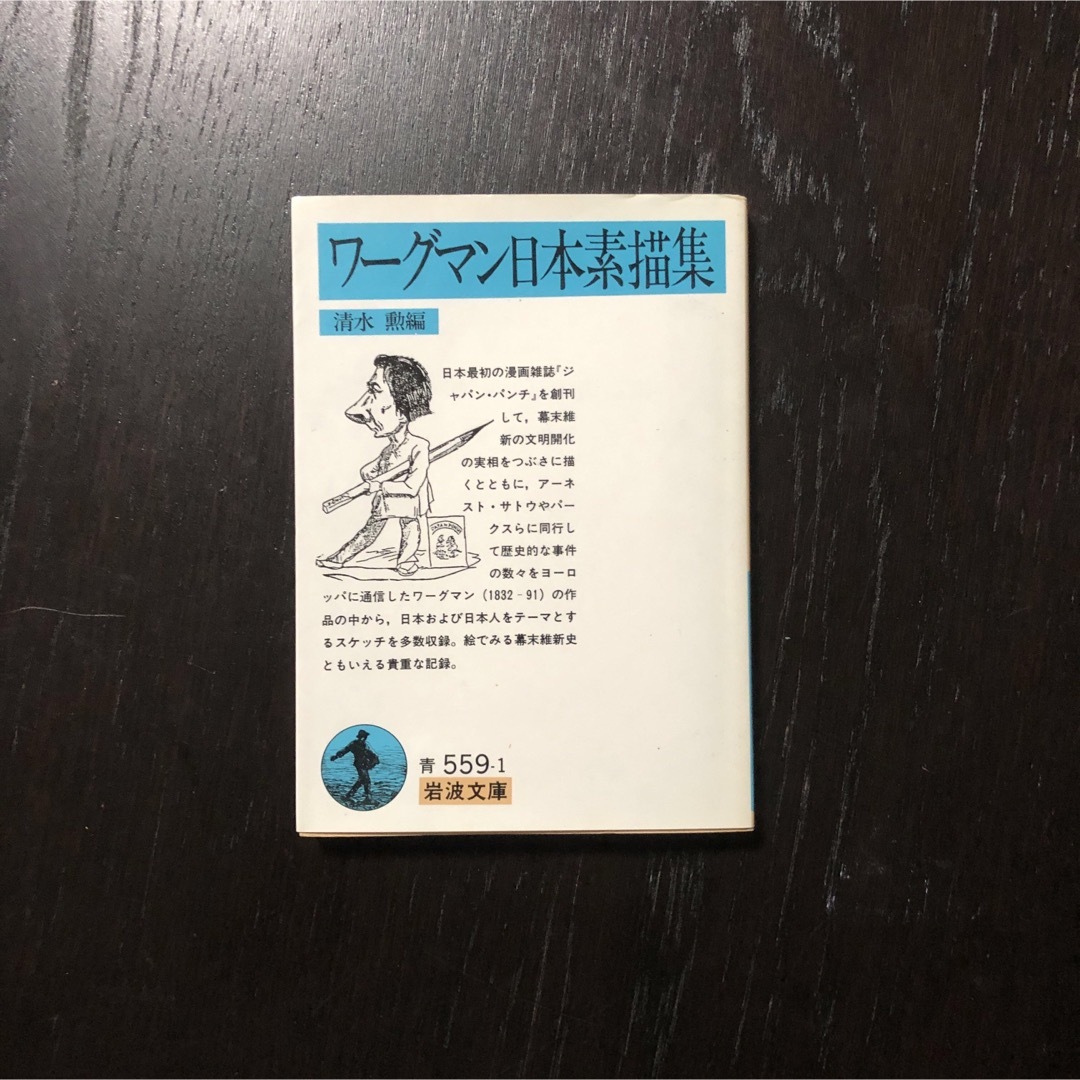 ワーグマン日本素描集
清水 勲編
日本最初の漫画雑誌『ジ
ャパン・パンチ』を創刊
して，幕末維
新の文明開化
の実相をつぶさに描
くとともに，アーネ
スト・サトウやパー
クスらに同行し
て歴史的な事件
の数々をヨーロ
ッパに通信したワーグマン（1832‐91）の作
品の中から，日本および日本人をテーマとす
るスケッチを多数収録。絵でみる幕末維新史
ともいえる貴重な記録。
青 559-1
岩波文庫